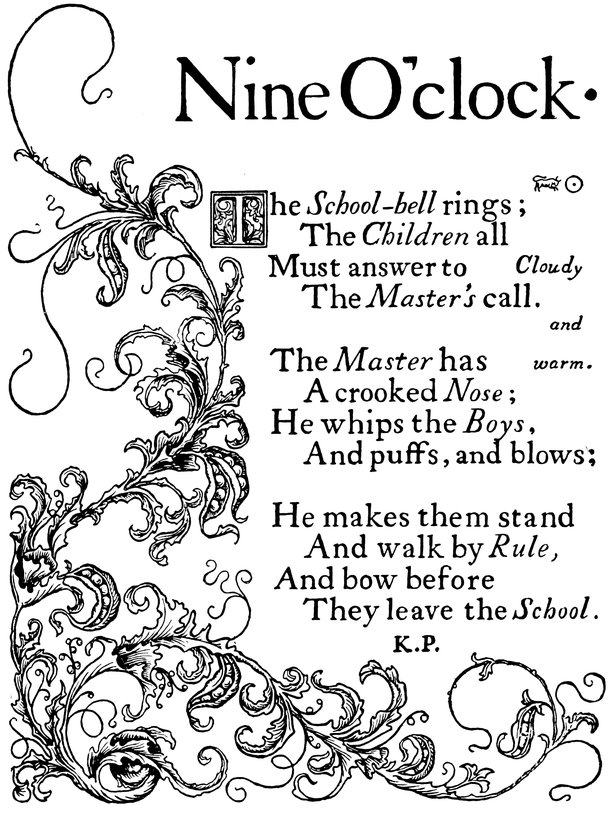 Nine O'clock.
The School-bell rings;
The Children all
Must answer to
Cloudy
The Master's call.
and
The Master has
warm.
A crooked Nose;
He whips the Boys,
And puffs, and blows;
He makes them stand
And walk by Rule,
And bow before
They leave the School.
K.P.